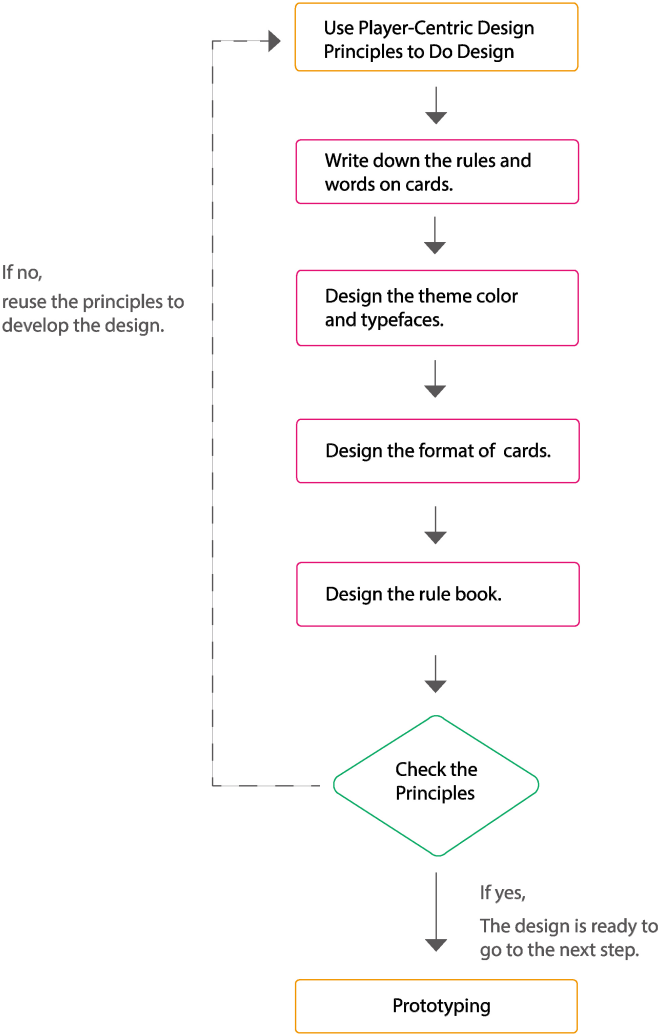 Use Player-Centric Design
Principles to Do Design
Write down the rules and
words on cards.
If no,
reuse the principles to
develop the design.
Design the theme color
and typefaces.
Design the format of cards.
Design the rule book.
Check the
Principles
If yes,
The design is ready to
go to the next step.
Prototyping